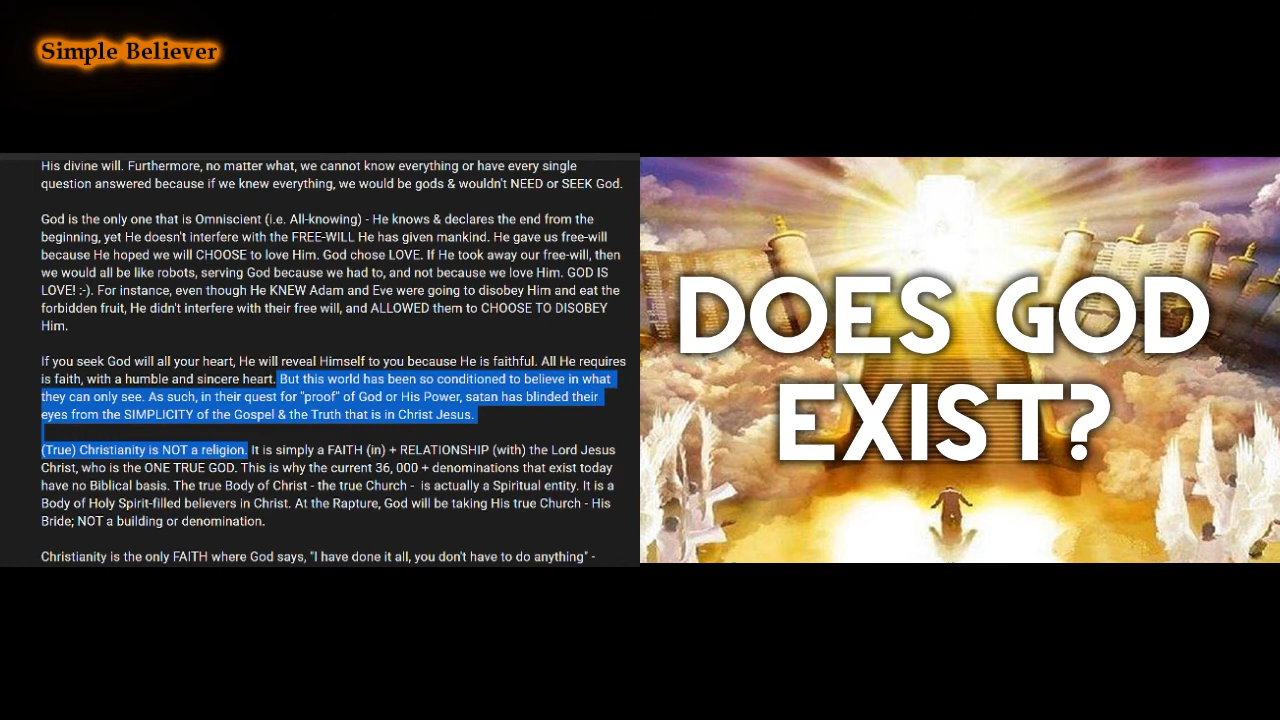 Simple Believer
His divine will. Furthermore, no matter what, we cannot know everything or have every single
question answered because if we knew everything, we would be gods & wouldn't NEED or SEEK God.
God is the only one that is Omniscient (i.e. All-knowing) - He knows & declares the end from the
beginning, yet He doesn't interfere with the FREE-WILL He has given mankind. He gave us free-will
because He hoped we will CHOOSE to love Him. God chose LOVE. If He took away our free-will, then
we would all be like robots, serving God because we had to, and not because we love Him. GOD IS
LOVE! :-). For instance, even though He KNEW Adam and Eve were going to disobey Him and eat the
forbidden fruit, He didn't interfere with their free will, and ALLOWED them to CHOOSE TO DISOBEY
Him.
If you seek God will all your heart, He will reveal Himself to you because He is faithful. All He requires
is faith, with a humble and sincere heart. But this world has been so conditioned to believe in what
they can only see. As such, in their quest for "proof" of God or His Power, satan has blinded their
eyes from the SIMPLICITY of the Gospel & the Truth that is in Christ Jesus.
(True) Christianity is NOT a religion. It is simply a FAITH (in) + RELATIONSHIP (with) the Lord Jesus
Christ, who is the ONE TRUE GOD. This is why the current 36, 000 + denominations that exist today
have no Biblical basis. The true Body of Christ - the true Church - is actually a Spiritual entity. It is a
Body of Holy Spirit-filled believers in Christ. At the Rapture, God will be taking His true Church - His
Bride; NOT a building or denomination.
Christianity is the only FAITH where God says, "I have done it all, you don't have to do anything" -
DOES GOD
EXIST?